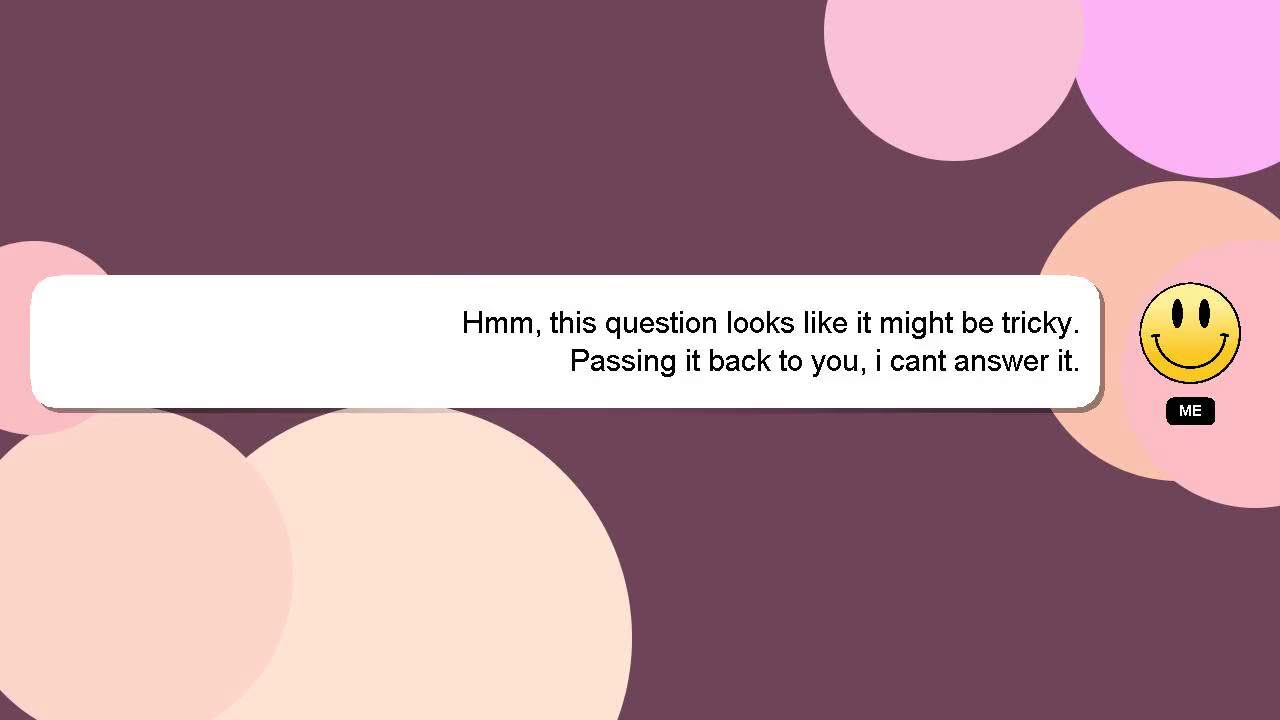 Hmm, this question looks like it might be tricky.
Passing it back to you, i cant answer it.
ME